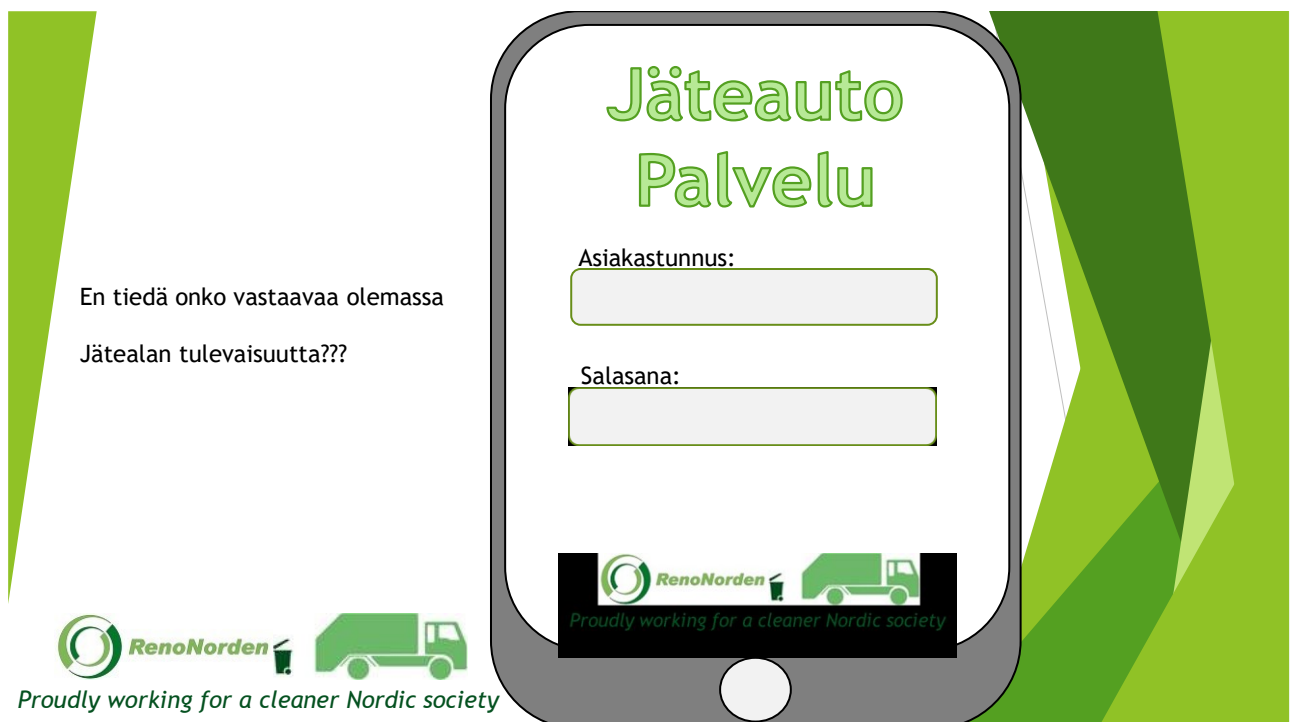 En tiedä onko vastaavaa olemassa
Jätealan tulevaisuutta???
RenoNorden
Proudly working for a cleaner Nordic society
Jäteauto
Palvelu
Asiakastunnus:
Salasana:
RenoNorden
Proudly working for a cleaner Nordic society